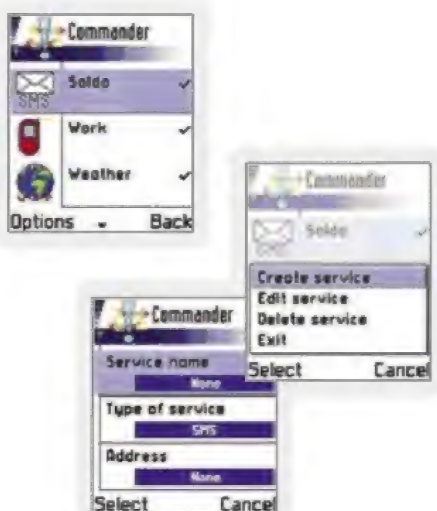 Commander
Soldo
SMS
Work
Weather
Options Back
Commander
Soldo
SMS
Create service
Edit service
Delete service
Exit
Select Cancel
Commander
Service name
None
Type of service
SMS
Address
None
Select Cancel